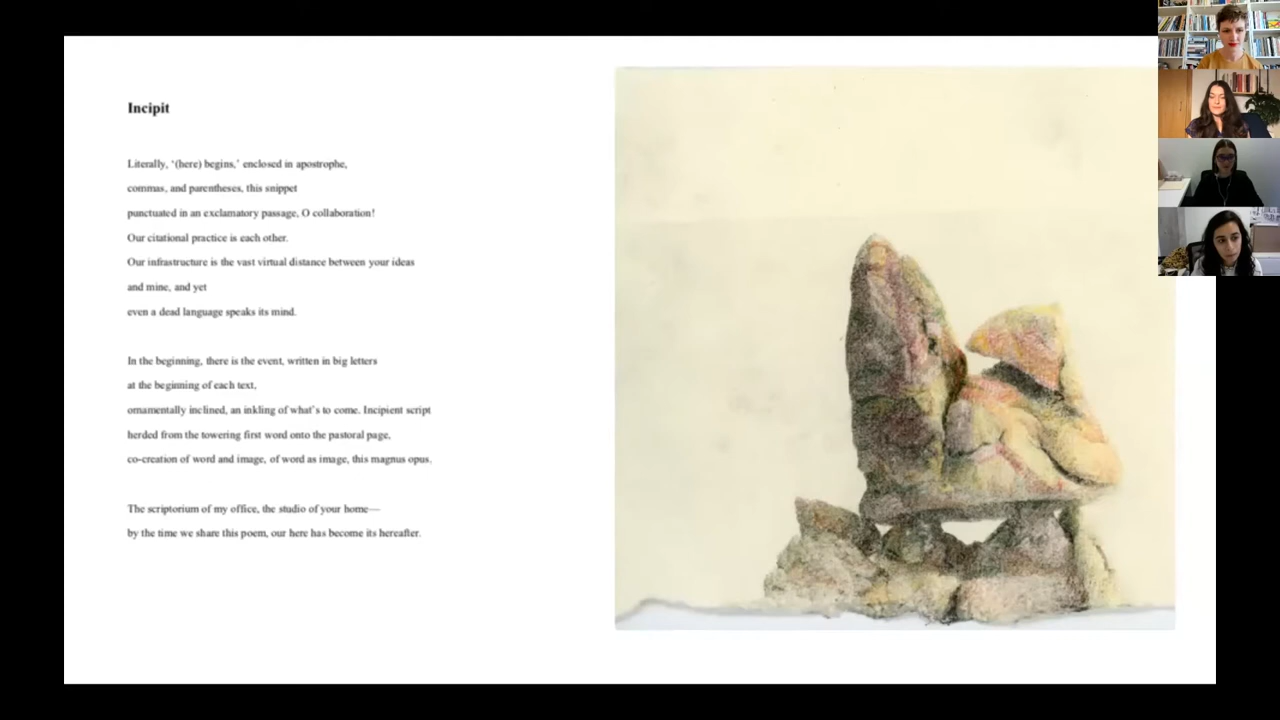 Incipit
Literally, ‘(here) begins,’ enclosed in apostrophe,
commas, and parentheses, this snippet
punctuated in an exclamatory passage, O collaboration!
Our citational practice is each other.
Our infrastructure is the vast virtual distance between your ideas
and mine, and yet
even a dead language speaks its mind.
In the beginning, there is the event, written in big letters
at the beginning of each text,
ornamentally inclined, an inkling of what’s to come. Incipient script
herded from the towering first word onto the pastoral page,
co-creation of word and image, of word as image, this magnus opus.
The scriptorium of my office, the studio of your home—
by the time we share this poem, our here has become its hereafter.